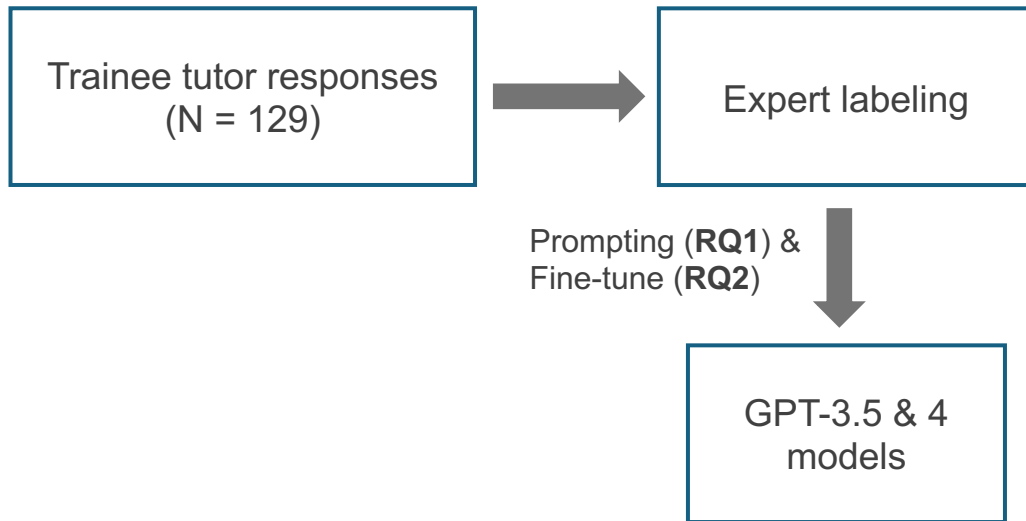 Trainee tutor responses
(N = 129)
Expert labeling
Prompting (RQ1) &
Fine-tune (RQ2)
GPT-3.5 & 4
models